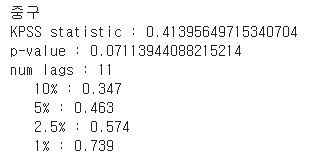 중구
KPSS statistic : 0.41395649715340704
p-value : 0.07113944088215214
num lags : 11
10% : 0.347
5% : 0.463
2.5% : 0.574
1% : 0.739